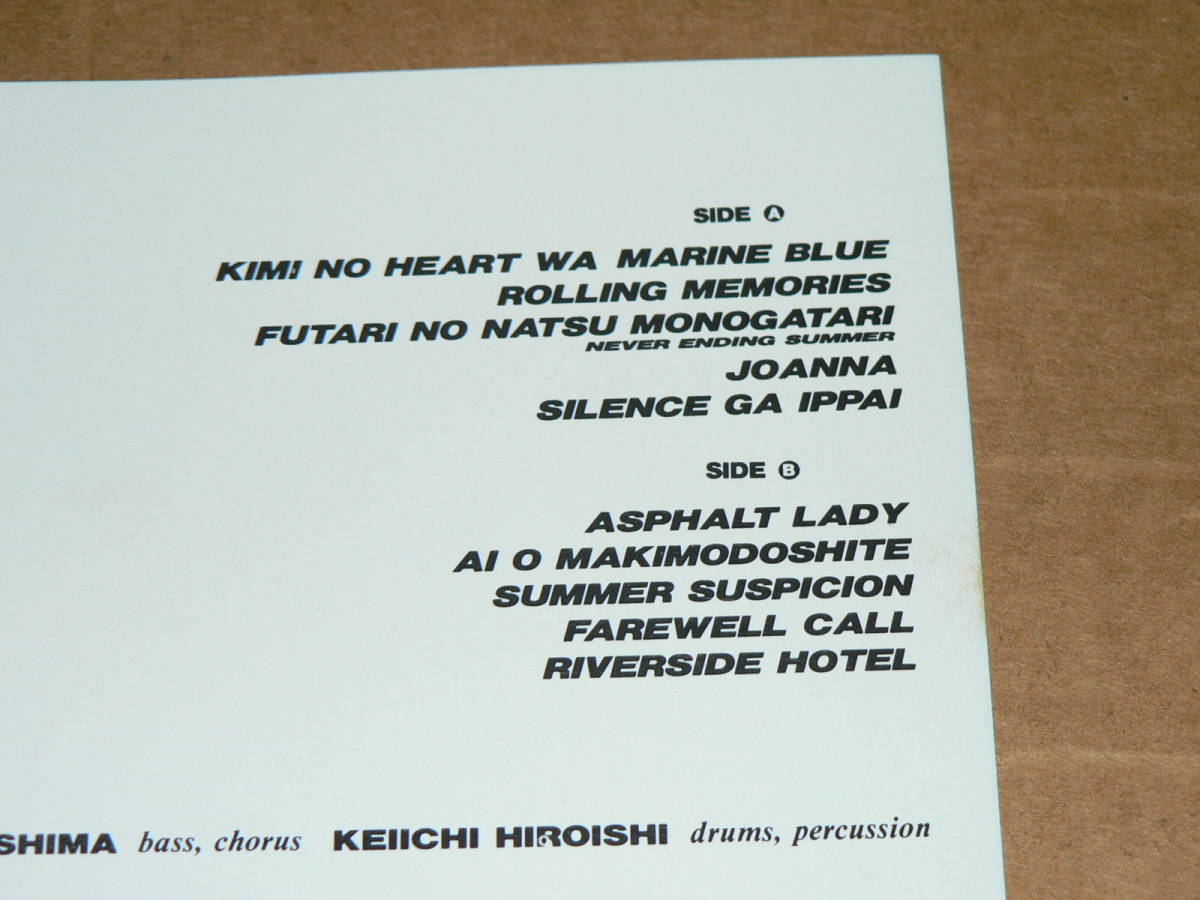 SIDE A
KIMI NO HEART WA MARINE BLUE
ROLLING MEMORIES
FUTARI NO NATSU MONOGATARI
NEVER ENDING SUMMER
JOANNA
SILENCE GA IPPAI
SIDE B
ASPHALT LADY
AI O MAKIMODOSHITE
SUMMER SUSPICION
FAREWELL CALL
RIVERSIDE HOTEL
SHIMA bass, chorus KEIICHI HIROISHI drums, percussion